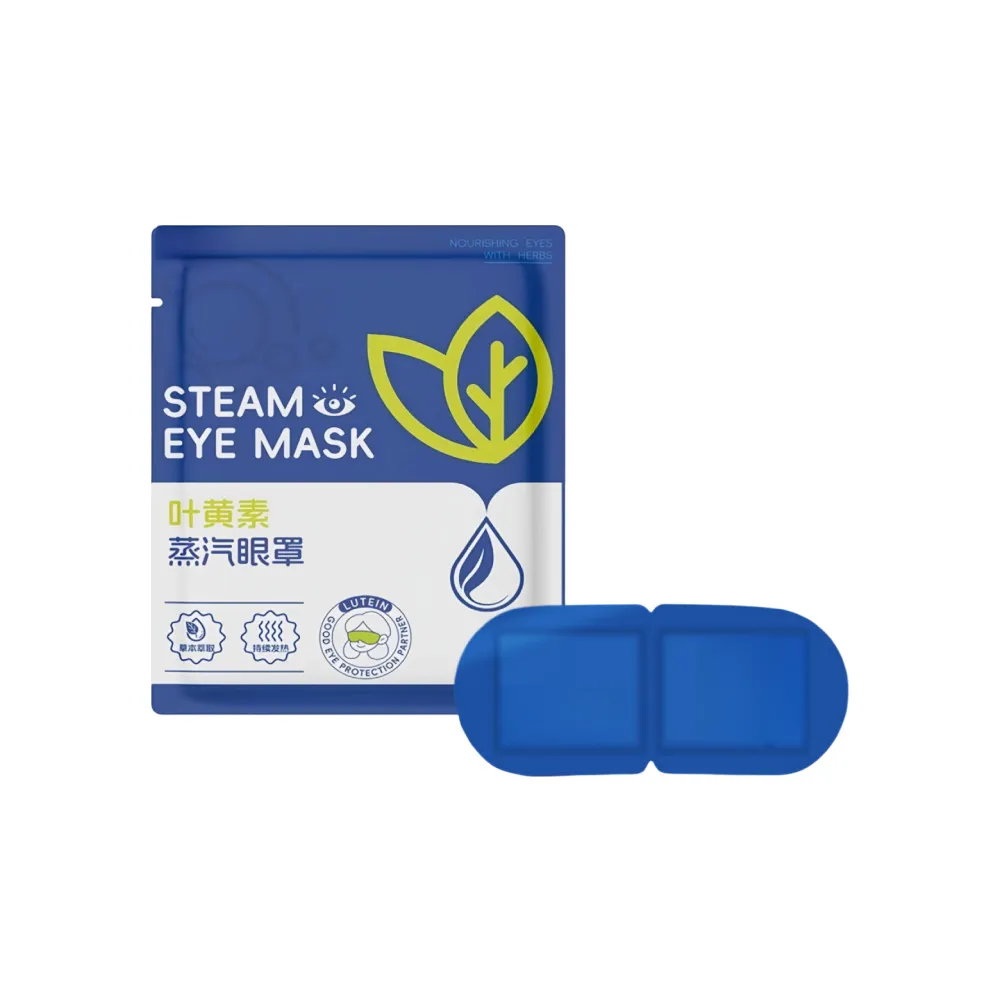 NOURISHING EYES
WITH HERBS
STEAM
EYE MASK
叶黄素
蒸汽眼罩
草本萃取
持续发热
LUTEIN
GOOD EYE PROTECTION PARTNER